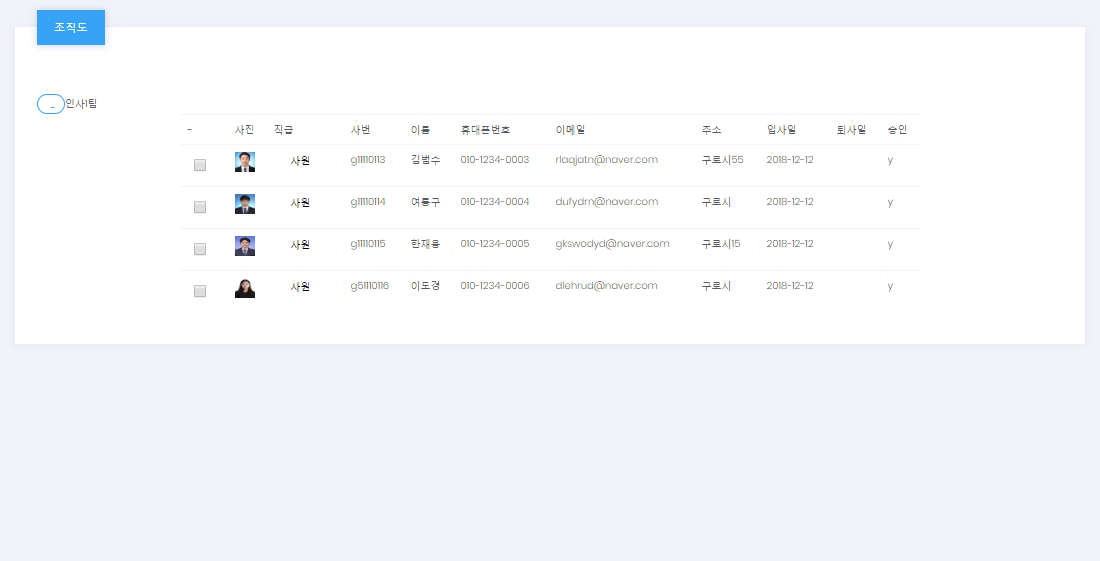 조직도
_ 인사1팀
- 사진 직급 사번 이름 휴대폰번호 이메일 주소 입사일 퇴사일 승인
사원 g11110113 김범수 010-1234-0003 rlaqjatn@naver.com 구로시55 2018-12-12 y
사원 g11110114 여룡구 010-1234-0004 dufydrn@naver.com 구로시 2018-12-12 y
사원 g11110115 한재용 010-1234-0005 gkswodyd@naver.com 구로시15 2018-12-12 y
사원 g51110116 이도경 010-1234-0006 dlehrud@naver.com 구로시 2018-12-12 y